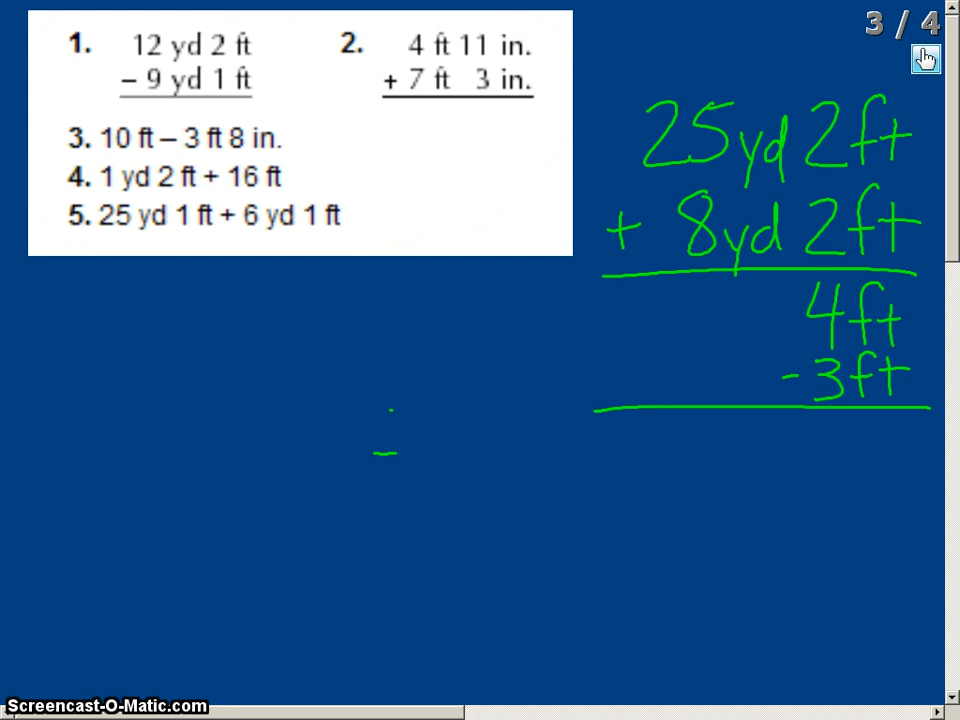 3 / 4
1. 12 yd 2 ft
– 9 yd 1 ft
2. 4 ft 11 in.
+ 7 ft 3 in.
3. 10 ft – 3 ft 8 in.
4. 1 yd 2 ft + 16 ft
5. 25 yd 1 ft + 6 yd 1 ft
25yd 2ft
+ 8yd 2ft
4ft
-3ft
Screencast-O-Matic.com